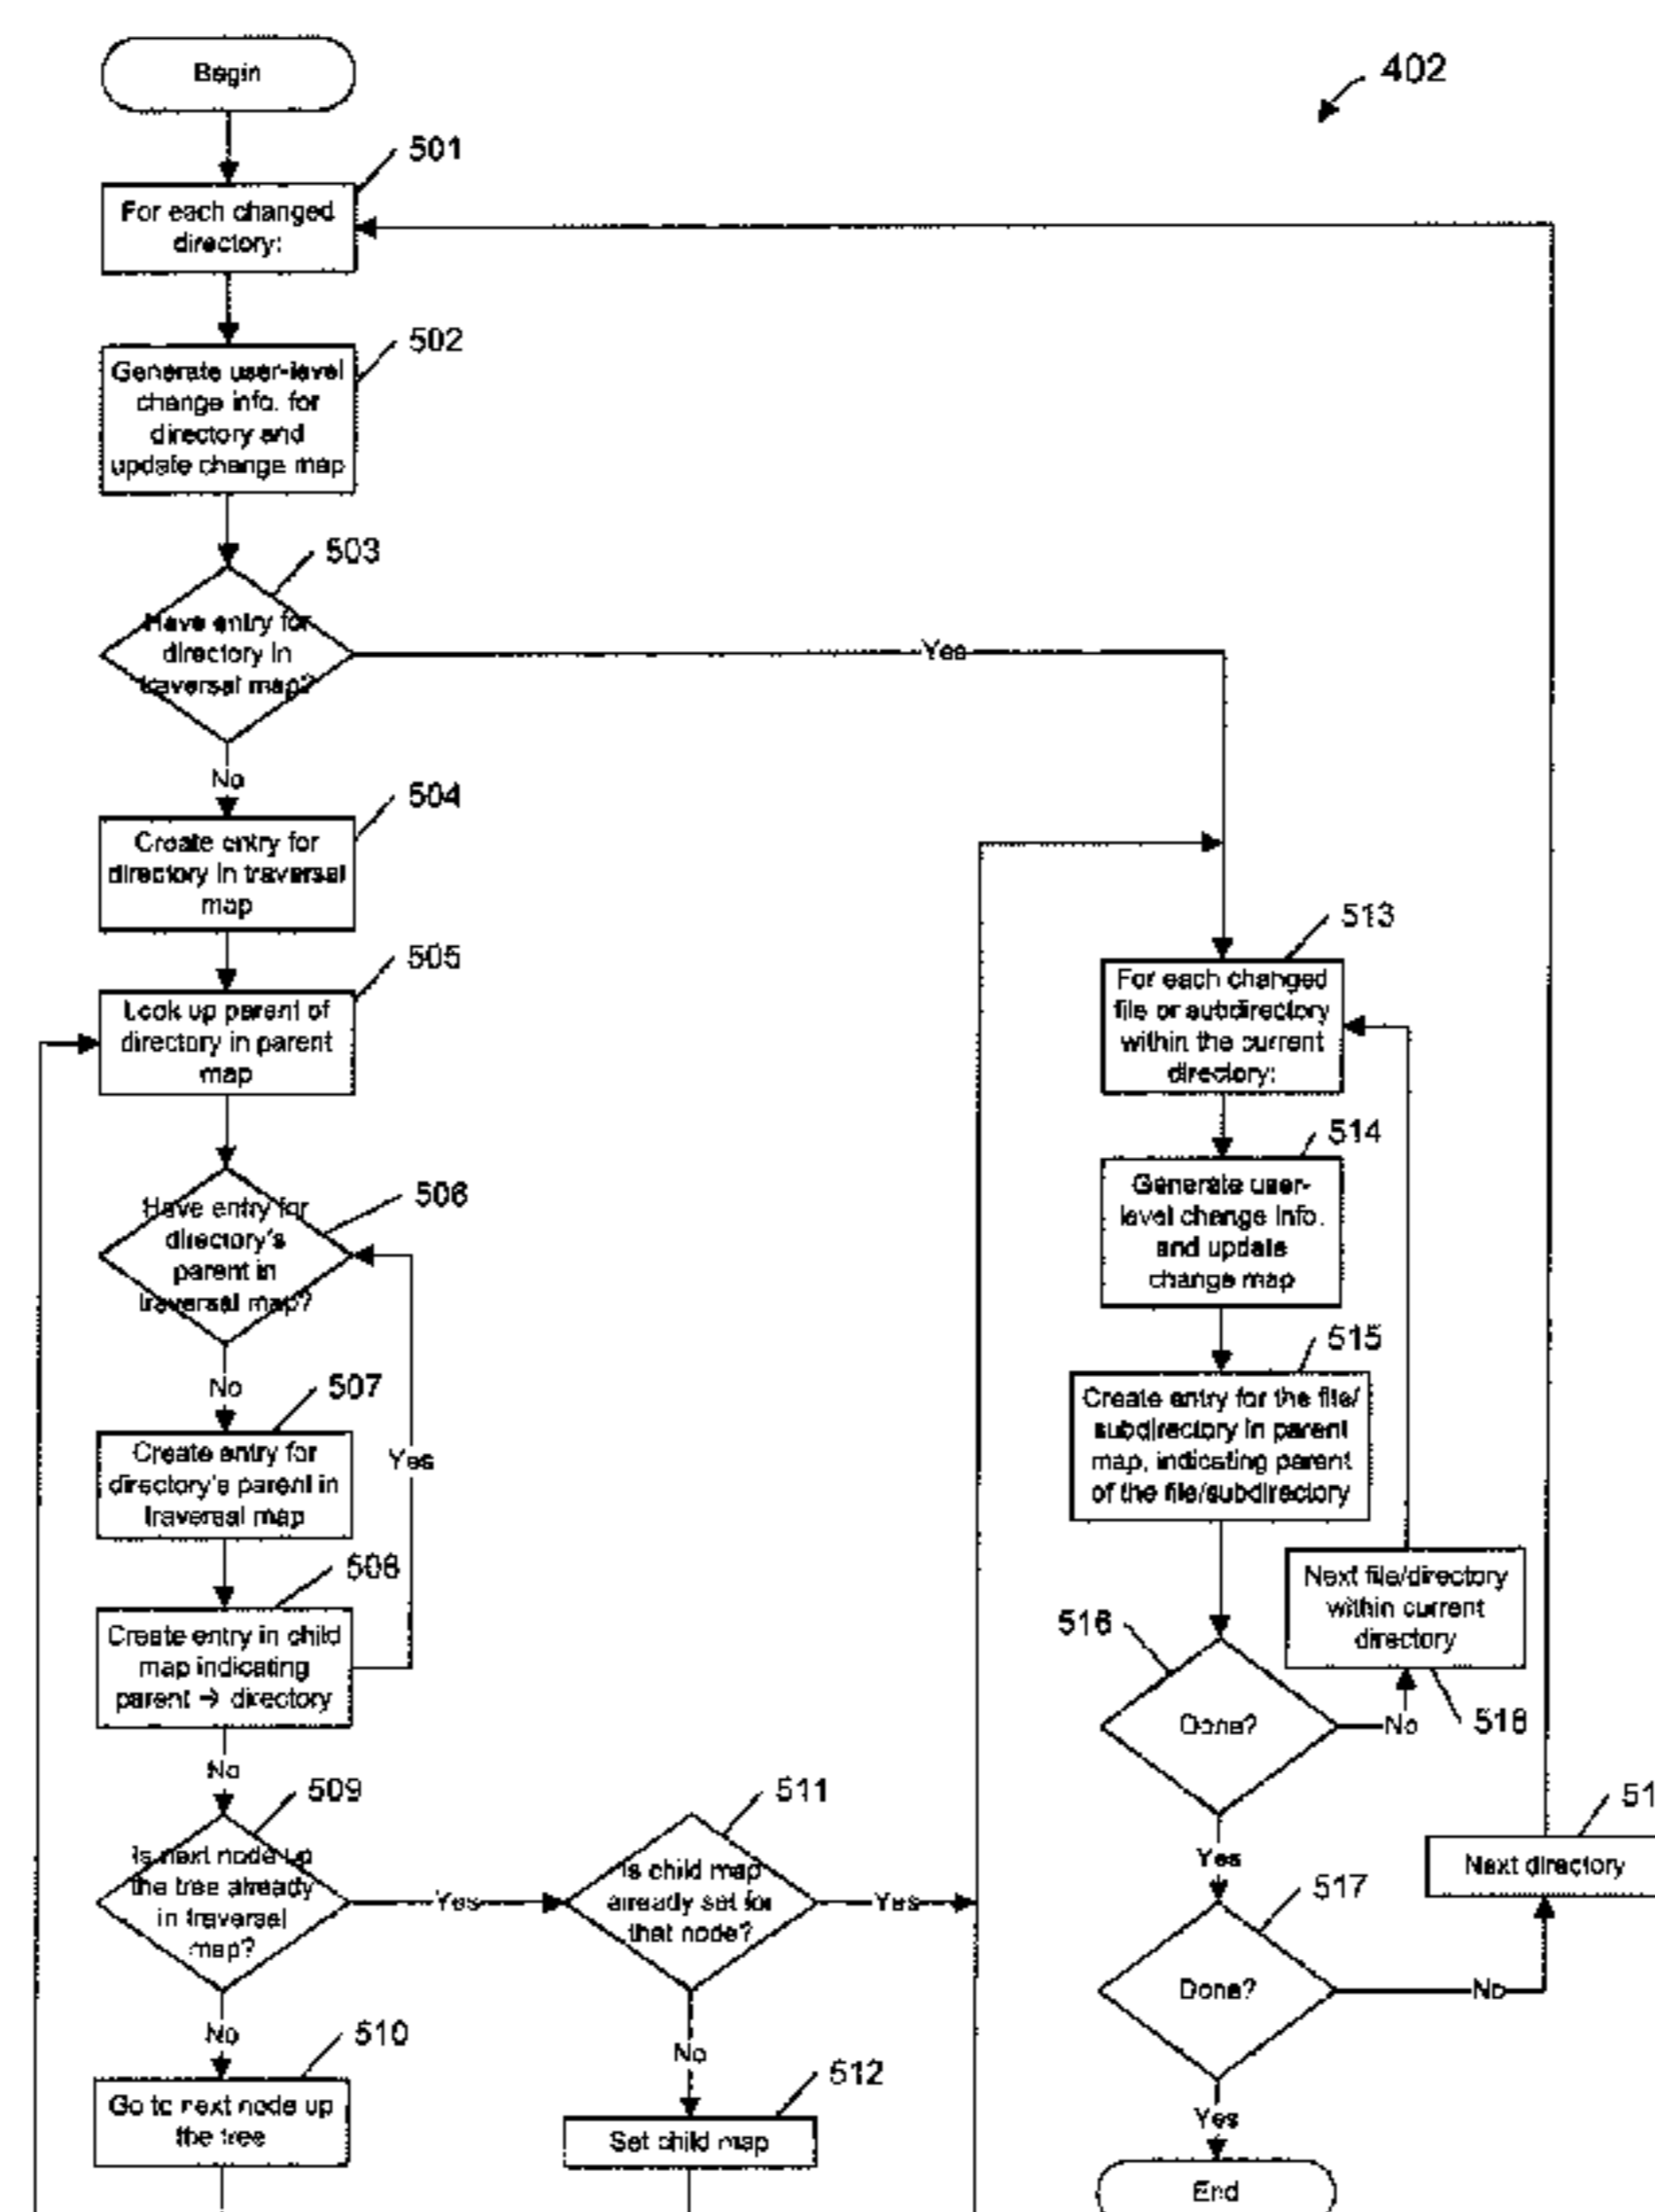 Begin
402
501
For each changed
directory:
502
Generate user-level
change info. for
directory and
update change map
503
Have entry for
directory in
traversal map?
Yes
No
504
Create entry for
directory in traversal
map
505
Look up parent of
directory in parent
map
506
Have entry for
directory's
parent in
traversal map?
No
507
Create entry for
directory's parent in
traversal map
Yes
508
Create entry in child
map indicating
parent → directory
No
509
Is next node up
the tree already
in traversal
map?
Yes
No
510
Go to next node up
the tree
511
Is child map
already set for
that node?
Yes
No
512
Set child map
513
For each changed
file or subdirectory
within the current
directory:
514
Generate user-
level change info.
and update
change map
515
Create entry for the file/
subdirectory in parent
map, indicating parent
of the file/subdirectory
516
Done?
No
Next file/directory
within current
directory
518
Yes
517
Done?
No
51
Next directory
Yes
End